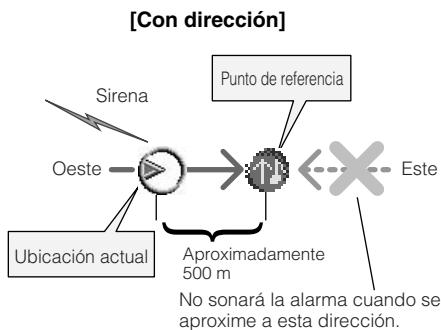 [Con dirección]
Punto de referencia
Sirena
Oeste
Este
Ubicación actual
Aproximadamente
500 m
No sonará la alarma cuando se
aproxime a esta dirección.